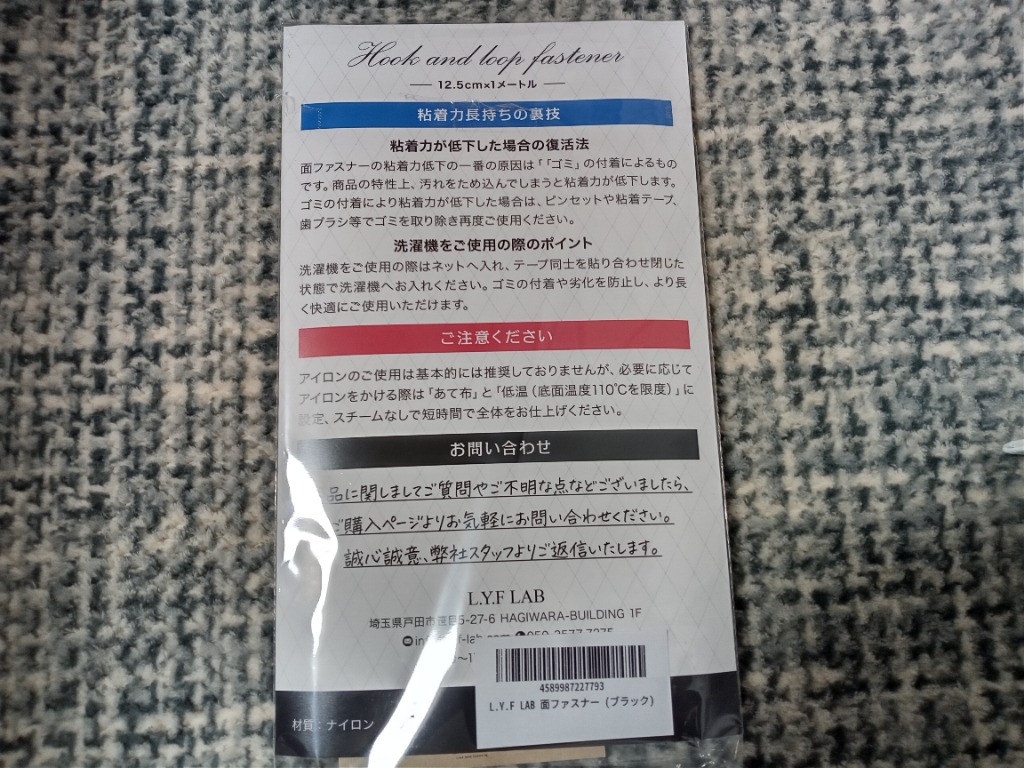 Hook and loop fastener
12.5cm×1メートル
粘着力長持ちの裏技
粘着力が低下した場合の復活法
面ファスナーの粘着力低下の一番の原因は「「ゴミ」の付着によるもの
です。商品の特性上、汚れをため込んでしまうと粘着力が低下します。
ゴミの付着により粘着力が低下した場合は、ピンセットや粘着テープ、
歯ブラシ等でゴミを取り除き再度ご使用ください。
洗濯機をご使用の際のポイント
洗濯機をご使用の際はネットへ入れ、テープ同士を貼り合わせ閉じた
状態で洗濯機へお入れください。ゴミの付着や劣化を防止し、より長
く快適にご使用いただけます。
ご注意ください
アイロンのご使用は基本的には推奨しておりませんが、必要に応じて
アイロンをかける際は「あて布」と「低温（底面温度110℃を限度）」に
設定、スチームなしで短時間で全体をお仕上げください。
お問い合わせ
品に関しましてご質問やご不明な点などございましたら、
ご購入ページよりお気軽にお問い合わせください。
誠心誠意、弊社スタッフよりご返信いたします。
L.Y.F LAB
埼玉県戸田市笹目5-27-6 HAGIWARA-BUILDING 1F
4589987227793
L.Y.F LAB 面ファスナー (ブラック)
材質：ナイロン